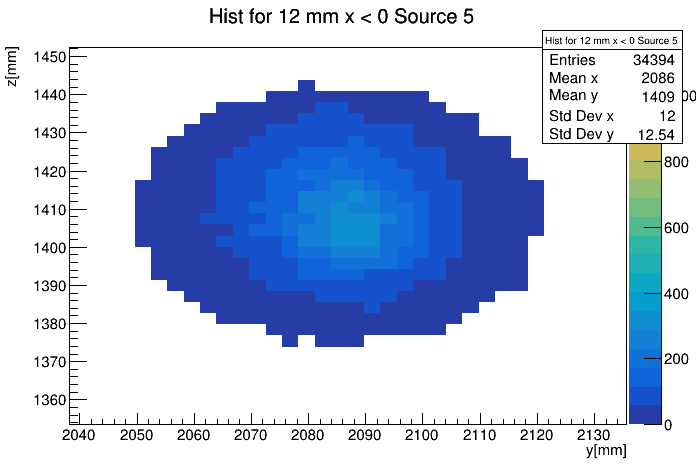 Hist for 12 mm x < 0 Source 5
Hist for 12 mm x < 0 Source 5
Entries 34394
Mean x 2086
Mean y 1409
Std Dev x 12
Std Dev y 12.54
z[mm]
1450
1440
1430
1420
1410
1400
1390
1380
1370
1360
2040 2050 2060 2070 2080 2090 2100 2110 2120 2130
y[mm]
00
800
600
400
200
0